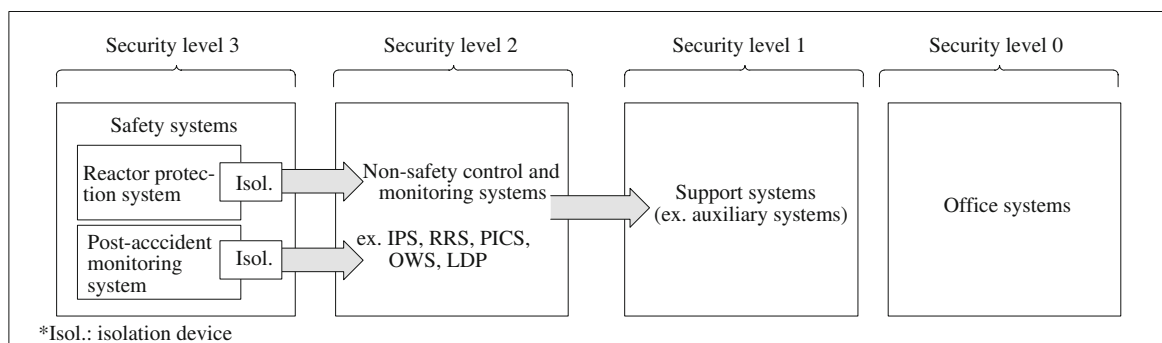 Security level 3
Security level 2
Security level 1
Security level 0
Safety systems
Reactor protec-
tion system
Isol.
Post-acccident
monitoring
system
Isol.
Non-safety control and
monitoring systems
ex. IPS, RRS, PICS,
OWS, LDP
Support systems
(ex. auxiliary systems)
Office systems
*Isol.: isolation device